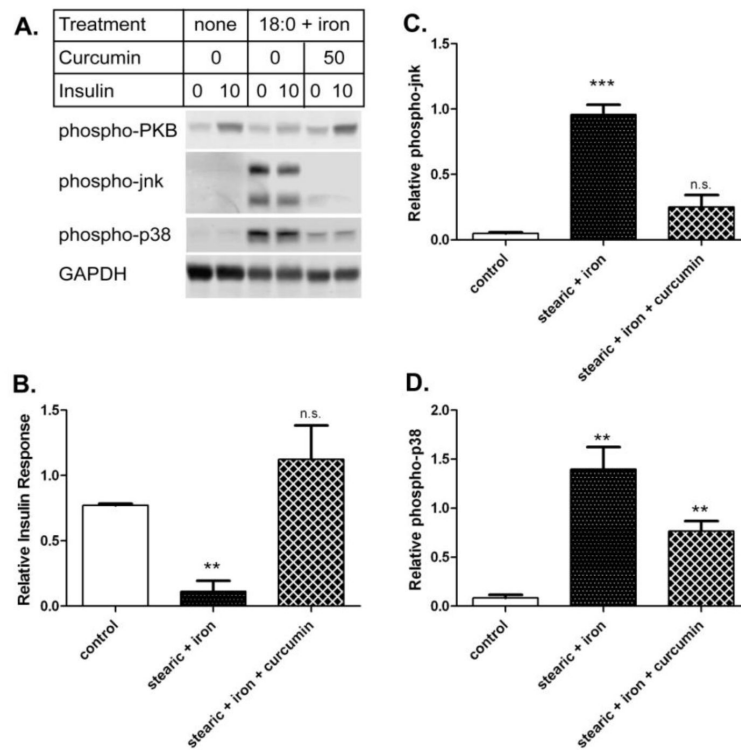 A.
Treatment none 18:0 + iron
Curcumin 0 0 50
Insulin 0 10 0 10 0 10
phospho-PKB
phospho-jnk
phospho-p38
GAPDH
B.
Relative Insulin Response
1.5
1.0
0.5
0.0
**
n.s.
control
stearic + iron
stearic + iron + curcumin
C.
Relative phospho-jnk
1.5
1.0
0.5
0.0
***
n.s.
control
stearic + iron
stearic + iron + curcumin
D.
Relative phospho-p38
2.0
1.5
1.0
0.5
0.0
**
**
control
stearic + iron
stearic + iron + curcumin